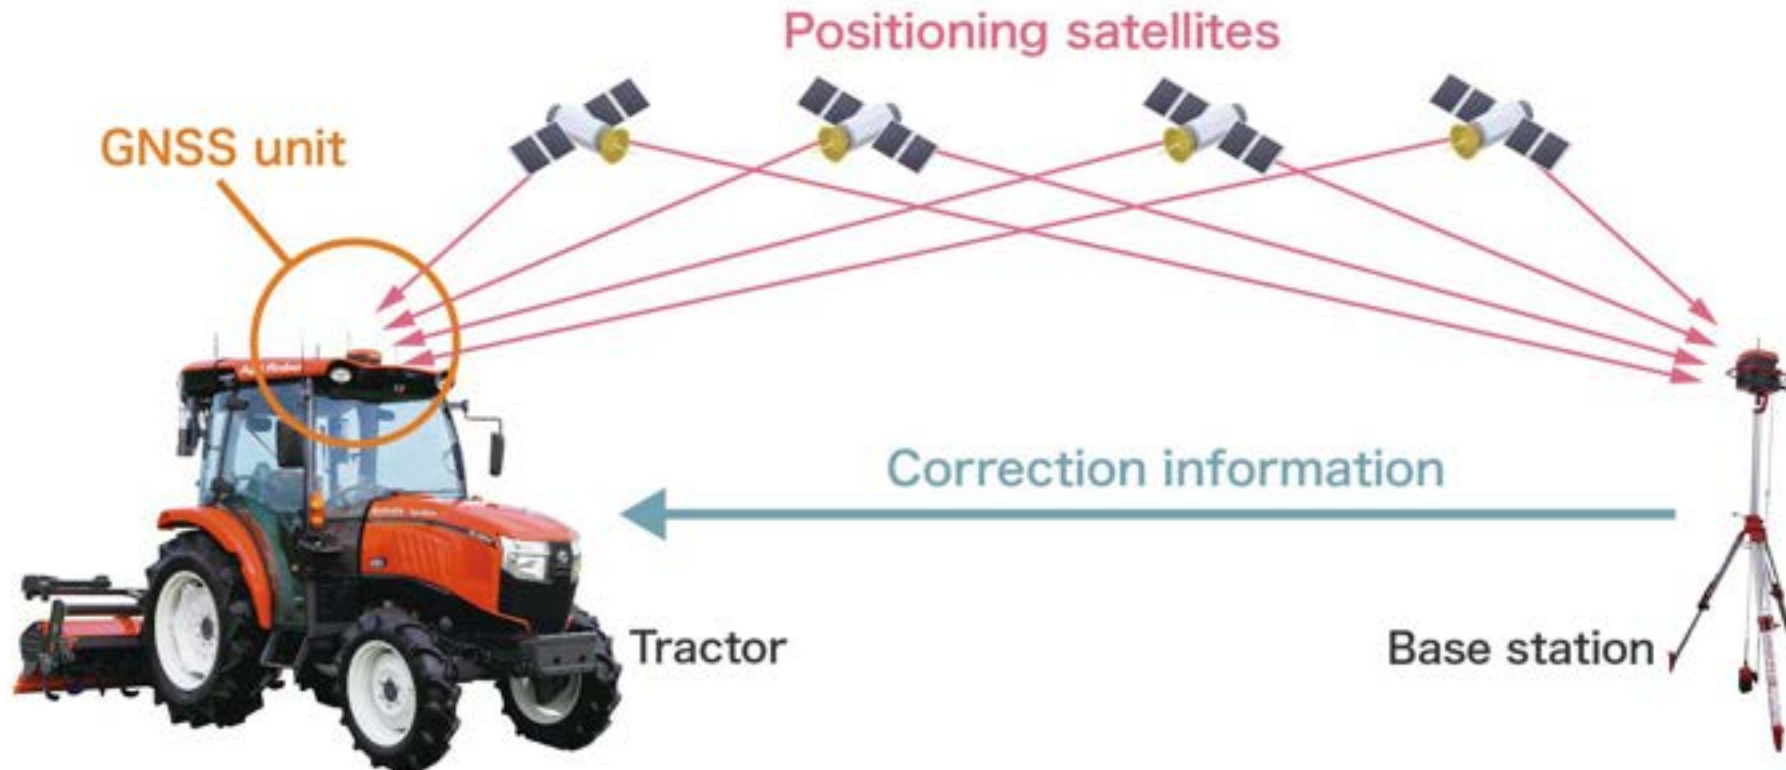 Positioning satellites
GNSS unit
Correction information
Tractor
Base station